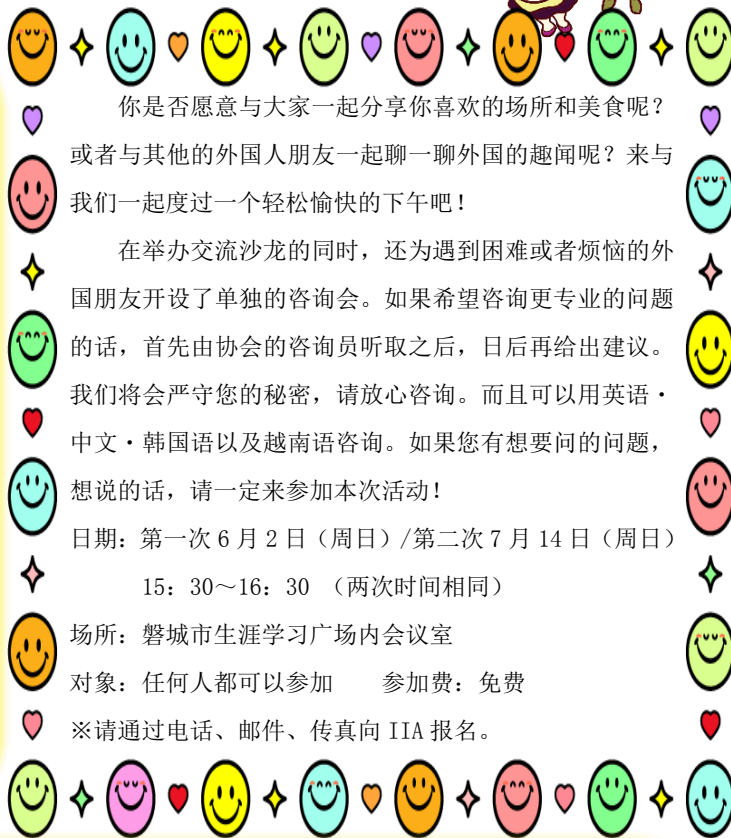 你是否愿意与大家一起分享你喜欢的场所和美食呢?
或者与其他的外国人朋友一起聊一聊外国的趣闻呢?来与
我们一起度过一个轻松愉快的下午吧!
在举办交流沙龙的同时,还为遇到困难或者烦恼的外
国朋友开设了单独的咨询会。如果希望咨询更专业的问题
的话,首先由协会的咨询员听取之后,日后再给出建议。
我们将会严守您的秘密,请放心咨询。而且可以用英语・
中文・韩国语以及越南语咨询。如果您有想要问的问题,
想说的话,请一定来参加本次活动!
日期:第一次 6 月 2 日(周日)/第二次 7 月 14 日(周日)
15:30~16:30 (两次时间相同)
场所:磐城市生涯学习广场内会议室
对象:任何人都可以参加 参加费:免费
※请通过电话、邮件、传真向 IIA 报名。